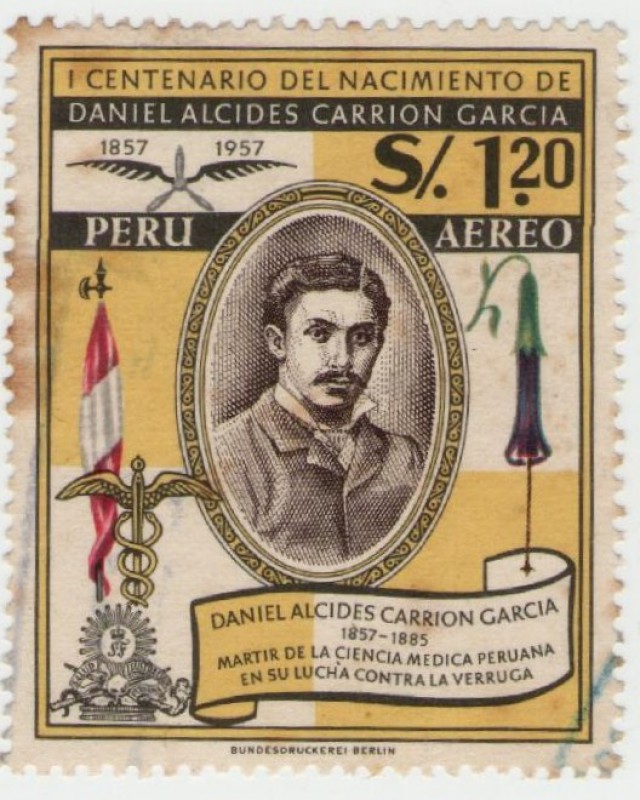 I CENTENARIO DEL NACIMIENTO DE
DANIEL ALCIDES CARRION GARCIA
1857 1957
S/. 1.20
PERU AEREO
DANIEL ALCIDES CARRION GARCIA
1857-1885
MARTIR DE LA CIENCIA MEDICA PERUANA
EN SU LUCHA CONTRA LA VERRUGA
BUNDESDRUCKEREI BERLIN